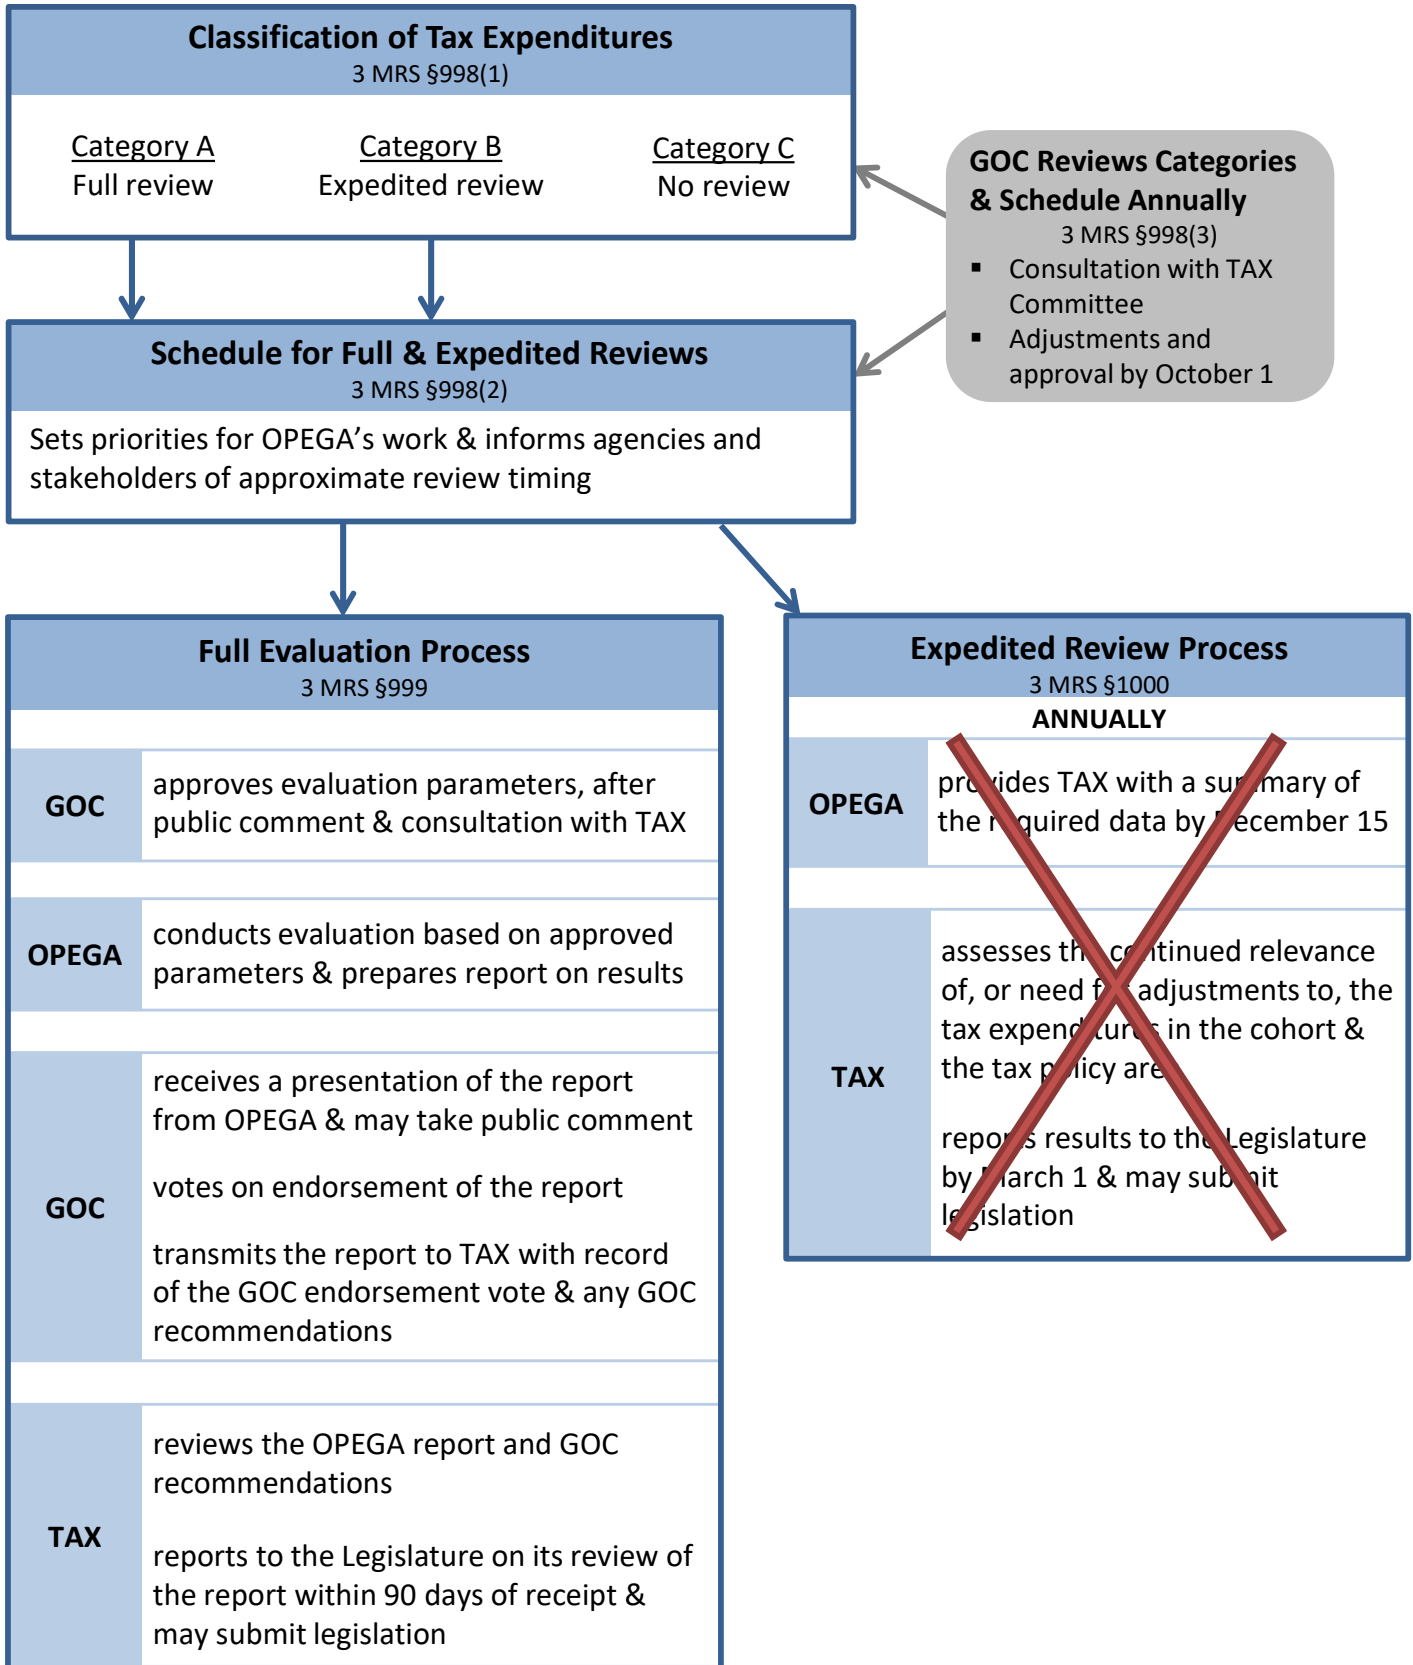 Classification of Tax Expenditures
3 MRS §998(1)
Category A
Full review
Category B
Expedited review
Category C
No review
GOC Reviews Categories
& Schedule Annually
3 MRS §998(3)
▪ Consultation with TAX
Committee
▪ Adjustments and
approval by October 1
Schedule for Full & Expedited Reviews
3 MRS §998(2)
Sets priorities for OPEGA’s work & informs agencies and
stakeholders of approximate review timing
Full Evaluation Process
3 MRS §999
GOC
approves evaluation parameters, after
public comment & consultation with TAX
OPEGA
conducts evaluation based on approved
parameters & prepares report on results
GOC
receives a presentation of the report
from OPEGA & may take public comment
votes on endorsement of the report
transmits the report to TAX with record
of the GOC endorsement vote & any GOC
recommendations
TAX
reviews the OPEGA report and GOC
recommendations
reports to the Legislature on its review of
the report within 90 days of receipt &
may submit legislation
Expedited Review Process
3 MRS §1000
ANNUALLY
OPEGA
provides TAX with a summary of
the required data by December 15
TAX
assesses the continued relevance
of, or need for adjustments to, the
tax expenditures in the cohort &
the tax policy area
reports results to the Legislature
by March 1 & may submit
legislation